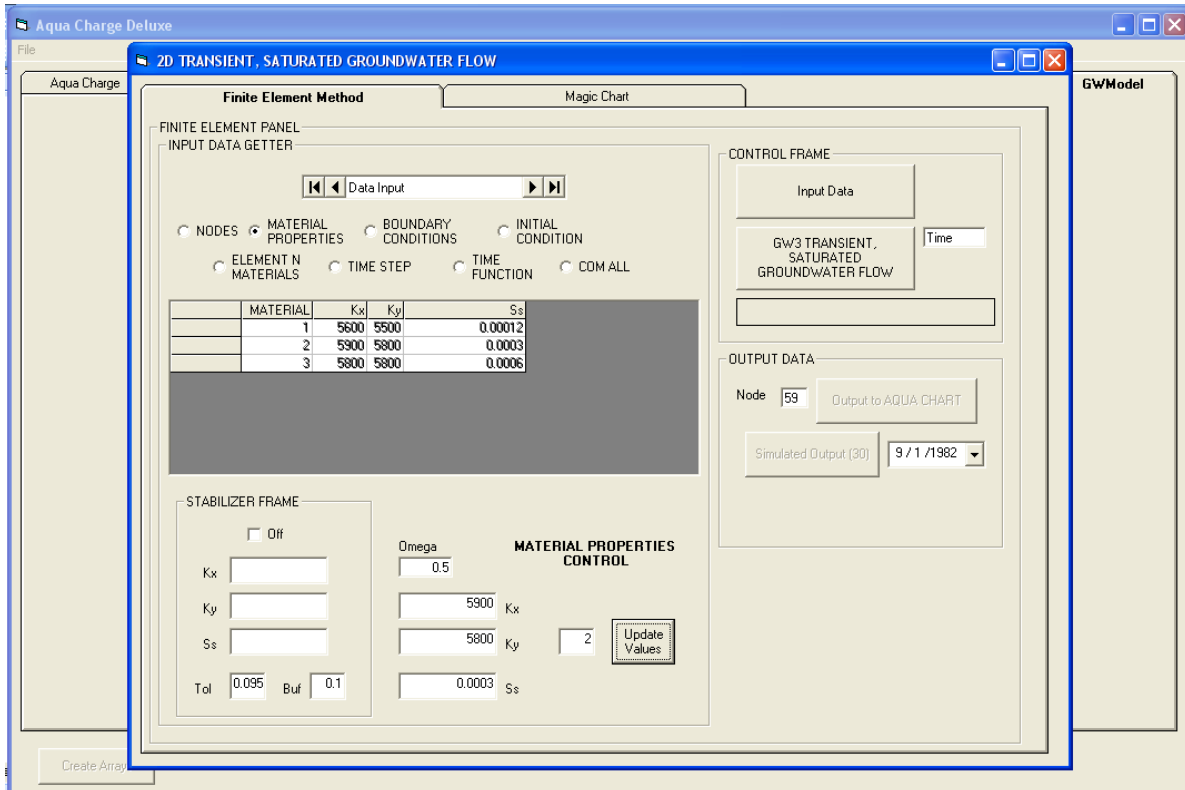 Aqua Charge Deluxe
File
Aqua Charge
GWModel
2D TRANSIENT, SATURATED GROUNDWATER FLOW
Finite Element Method
Magic Chart
FINITE ELEMENT PANEL
INPUT DATA GETTER
Data Input
NODES
MATERIAL
PROPERTIES
BOUNDARY
CONDITIONS
INITIAL
CONDITION
ELEMENT N
MATERIALS
TIME STEP
TIME
FUNCTION
COM ALL
MATERIAL Kx Ky Ss
1 5600 5500 0.00012
2 5900 5800 0.0003
3 5800 5800 0.0006
STABILIZER FRAME
Off
Kx
Ky
Ss
Tol 0.095 Buf 0.1
Omega
0.5
MATERIAL PROPERTIES
CONTROL
5900 Kx
5800 Ky
2
Update
Values
0.0003 Ss
CONTROL FRAME
Input Data
GW3 TRANSIENT,
SATURATED
GROUNDWATER FLOW
Time
OUTPUT DATA
Node 59
Output to AQUA CHART
Simulated Output (30)
9 / 1 /1982
Create Array